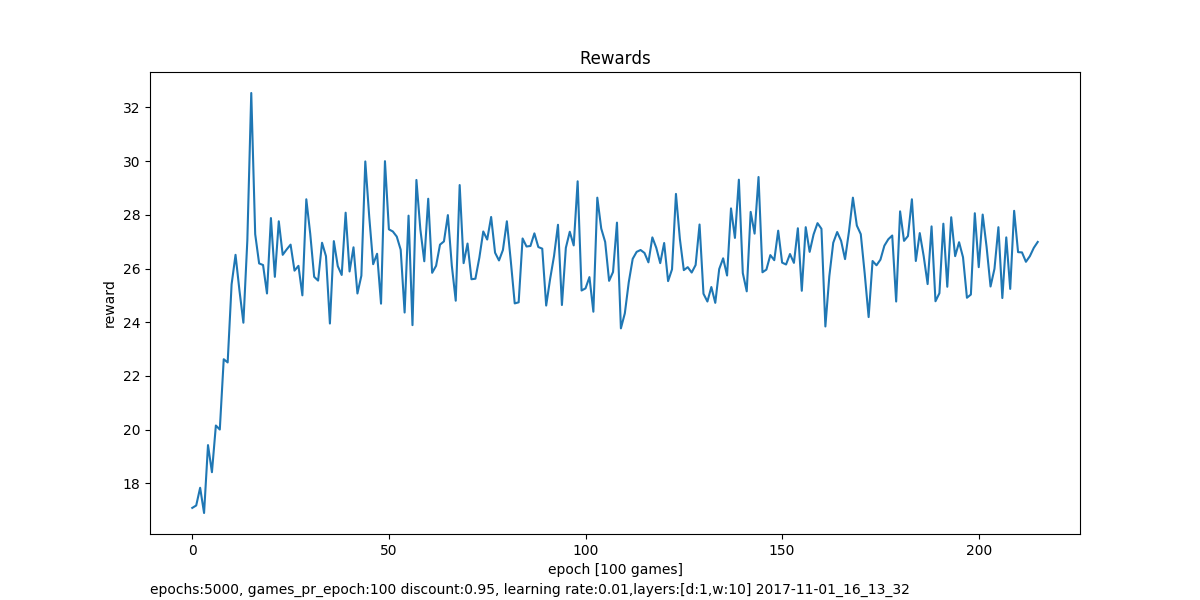 Rewards
32
30
28
26
24
22
20
18
reward
0 50 100 150 200
epoch [100 games]
epochs:5000, games_pr_epoch:100 discount:0.95, learning rate:0.01,layers:[d:1,w:10] 2017-11-01_16_13_32